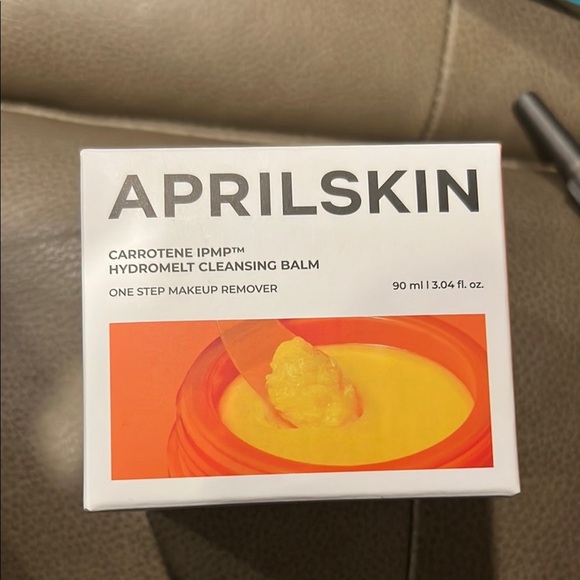 APRILSKIN
CARROTENE IPMP™
HYDROMELT CLEANSING BALM
ONE STEP MAKEUP REMOVER
90 ml l 3.04 fl. oz.